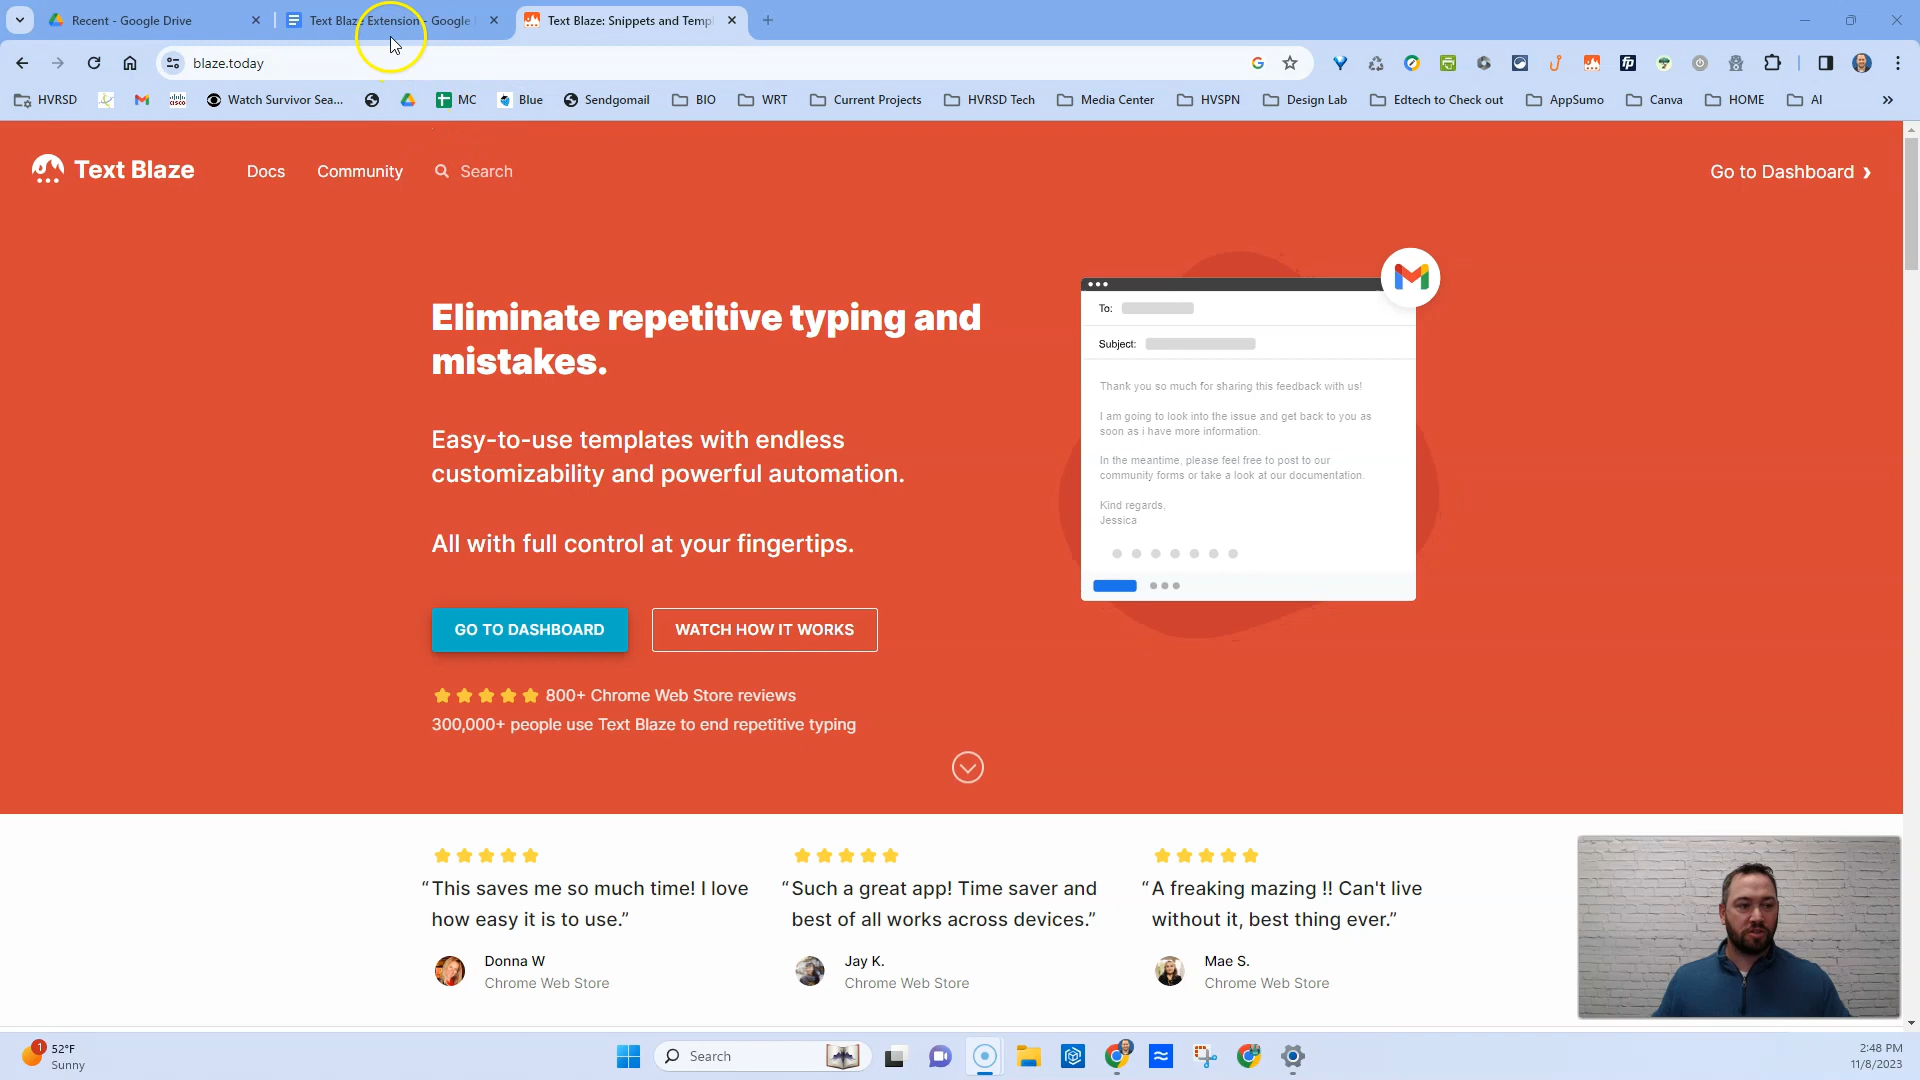 Recent - Google Drive
Text Blaze Extension - Google
Text Blaze: Snippets and Templ
blaze.today
HVRSD
Watch Survivor Sea...
MC
Blue
Sendgomail
BIO
WRT
Current Projects
HVRSD Tech
Media Center
HVSPN
Design Lab
Edtech to Check out
AppSumo
Canva
HOME
AI
Text Blaze
Docs
Community
Search
Go to Dashboard
Eliminate repetitive typing and
mistakes.
Easy-to-use templates with endless
customizability and powerful automation.
All with full control at your fingertips.
GO TO DASHBOARD
WATCH HOW IT WORKS
800+ Chrome Web Store reviews
300,000+ people use Text Blaze to end repetitive typing
To:
Subject:
Thank you so much for sharing this feedback with us!
I am going to look into the issue and get back to you as
soon as i have more information.
In the meantime, please feel free to post to our
community forms or take a look at our documentation.
Kind regards,
Jessica
“This saves me so much time! I love
how easy it is to use.”
Donna W
Chrome Web Store
“Such a great app! Time saver and
best of all works across devices.”
Jay K.
Chrome Web Store
“A freaking mazing !! Can't live
without it, best thing ever.”
Mae S.
Chrome Web Store
1
52°F
Sunny
Search
2:48 PM
11/8/2023